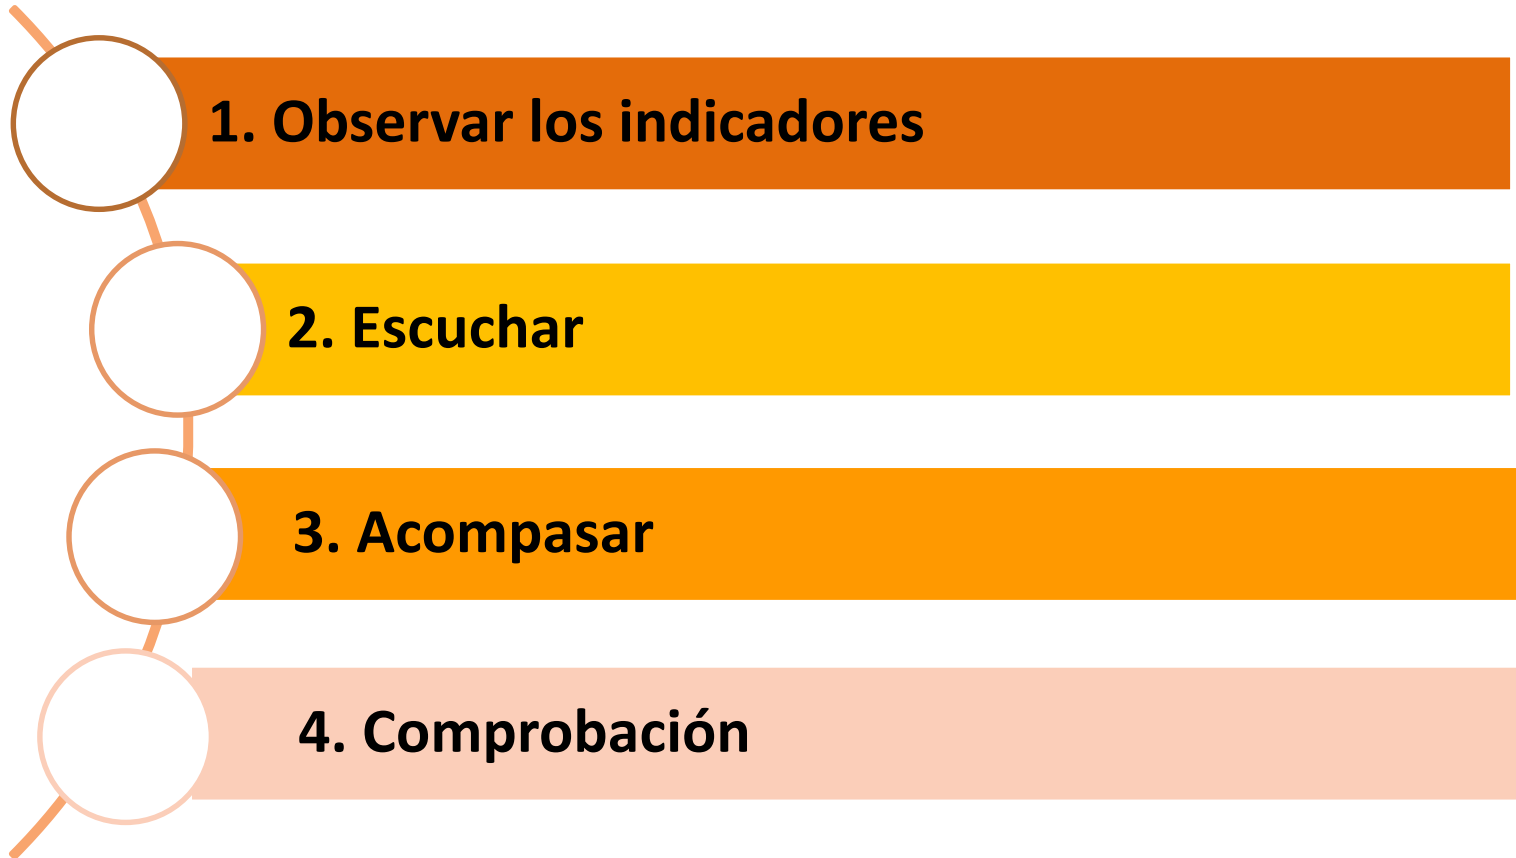 1. Observar los indicadores
2. Escuchar
3. Acompasar
4. Comprobación